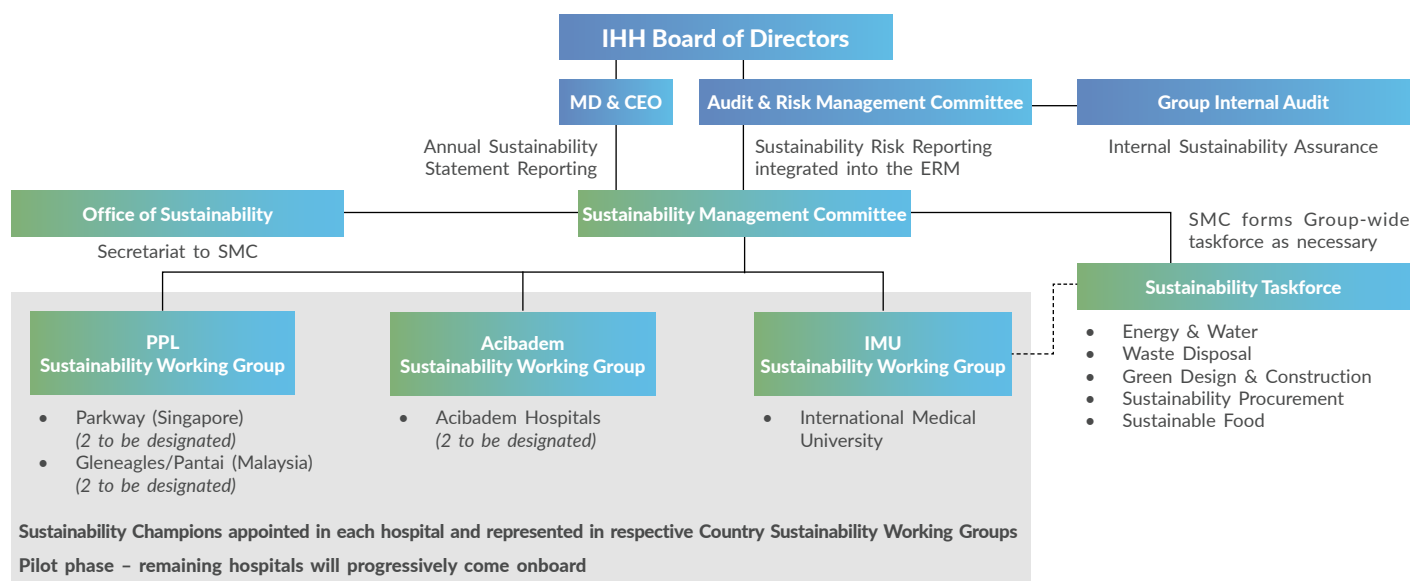 IHH Board of Directors
MD & CEO
Audit & Risk Management Committee
Group Internal Audit
Annual Sustainability
Statement Reporting
Sustainability Risk Reporting
integrated into the ERM
Internal Sustainability Assurance
Office of Sustainability
Sustainability Management Committee
SMC forms Group-wide
taskforce as necessary
Secretariat to SMC
Sustainability Taskforce
PPL
Sustainability Working Group
Acibadem
Sustainability Working Group
IMU
Sustainability Working Group
• Energy & Water
• Waste Disposal
• Green Design & Construction
• Sustainability Procurement
• Sustainable Food
• Parkway (Singapore)
(2 to be designated)
• Gleneagles/Pantai (Malaysia)
(2 to be designated)
• Acibadem Hospitals
(2 to be designated)
• International Medical
University
Sustainability Champions appointed in each hospital and represented in respective Country Sustainability Working Groups
Pilot phase – remaining hospitals will progressively come onboard